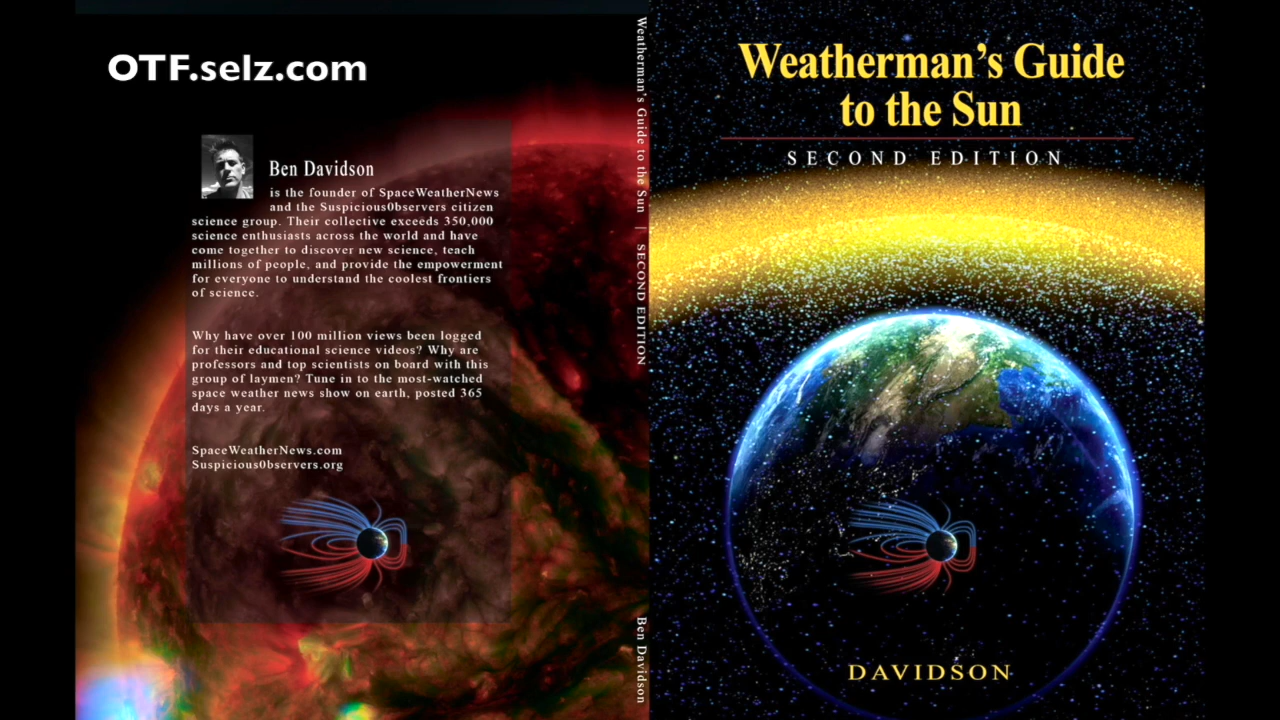 OTF.selz.com
Ben Davidson
is the founder of SpaceWeatherNews
and the Suspicious0bservers citizen
science group. Their collective exceeds 350,000
science enthusiasts across the world and have
come together to discover new science, teach
millions of people, and provide the empowerment
for everyone to understand the coolest frontiers
of science.
Why have over 100 million views been logged
for their educational science videos? Why are
professors and top scientists on board with this
group of laymen? Tune in to the most-watched
space weather news show on earth, posted 365
days a year.
SpaceWeatherNews.com
Suspicious0bservers.org
Weatherman's Guide to the Sun | SECOND EDITION
Ben Davidson
Weatherman's Guide
to the Sun
SECOND EDITION
DAVIDSON